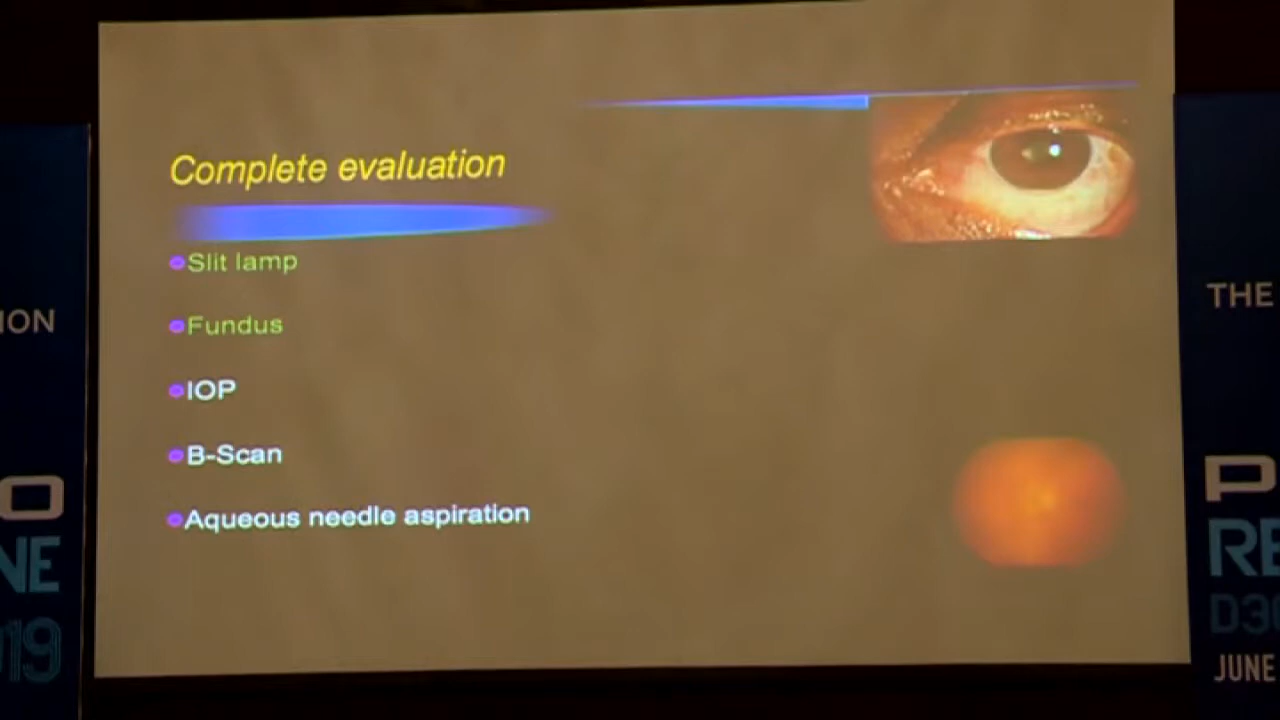 Complete evaluation
Slit lamp
Fundus
IOP
B-Scan
Aqueous needle aspiration
ION
O
NE
019
THE
P
RE
D3
JUNE